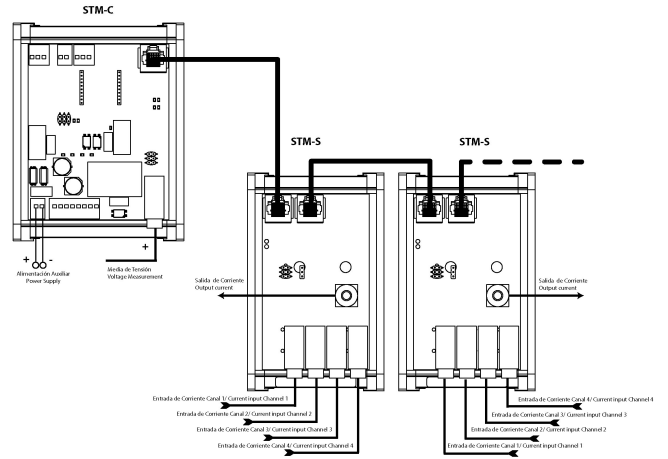 STM-C
STM-S
STM-S
+ -
Alimentación Auxiliar
Power Supply
+
Media de Tensión
Voltage Measurement
Salida de Corriente
Output current
Salida de Corriente
Output current
Entrada de Corriente Canal 1/ Current input Channel 1
Entrada de Corriente Canal 2/ Current input Channel 2
Entrada de Corriente Canal 3/ Current input Channel 3
Entrada de Corriente Canal 4/ Current input Channel 4
Entrada de Corriente Canal 4/ Current input Channel 4
Entrada de Corriente Canal 3/ Current input Channel 3
Entrada de Corriente Canal 2/ Current input Channel 2
Entrada de Corriente Canal 1/ Current input Channel 1